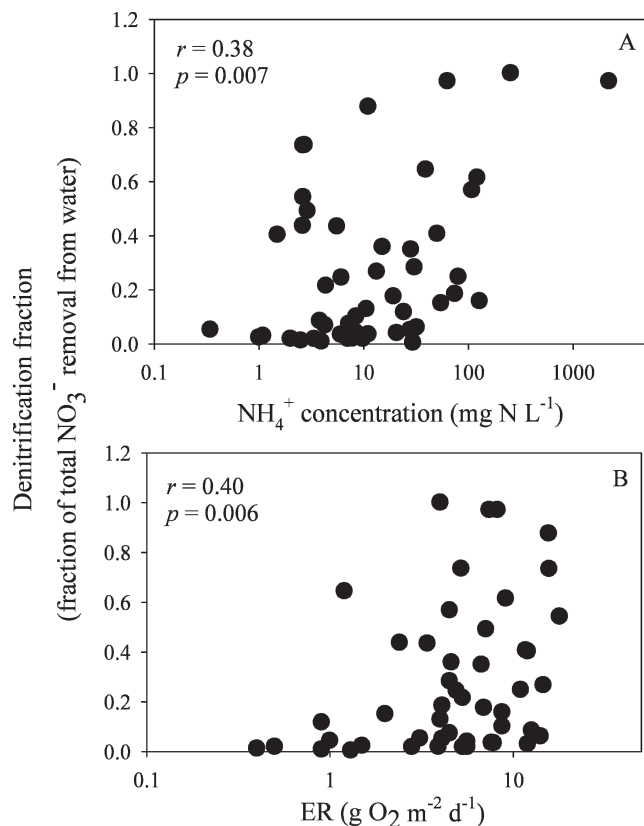 A
r = 0.38
p = 0.007
1.2
1.0
0.8
0.6
0.4
0.2
0.0
0.1 1 10 100 1000
NH₄⁺ concentration (mg N L⁻¹)
Denitrification fraction
(fraction of total NO₃⁻ removal from water)
B
r = 0.40
p = 0.006
1.2
1.0
0.8
0.6
0.4
0.2
0.0
0.1 1 10
ER (g O₂ m⁻² d⁻¹)